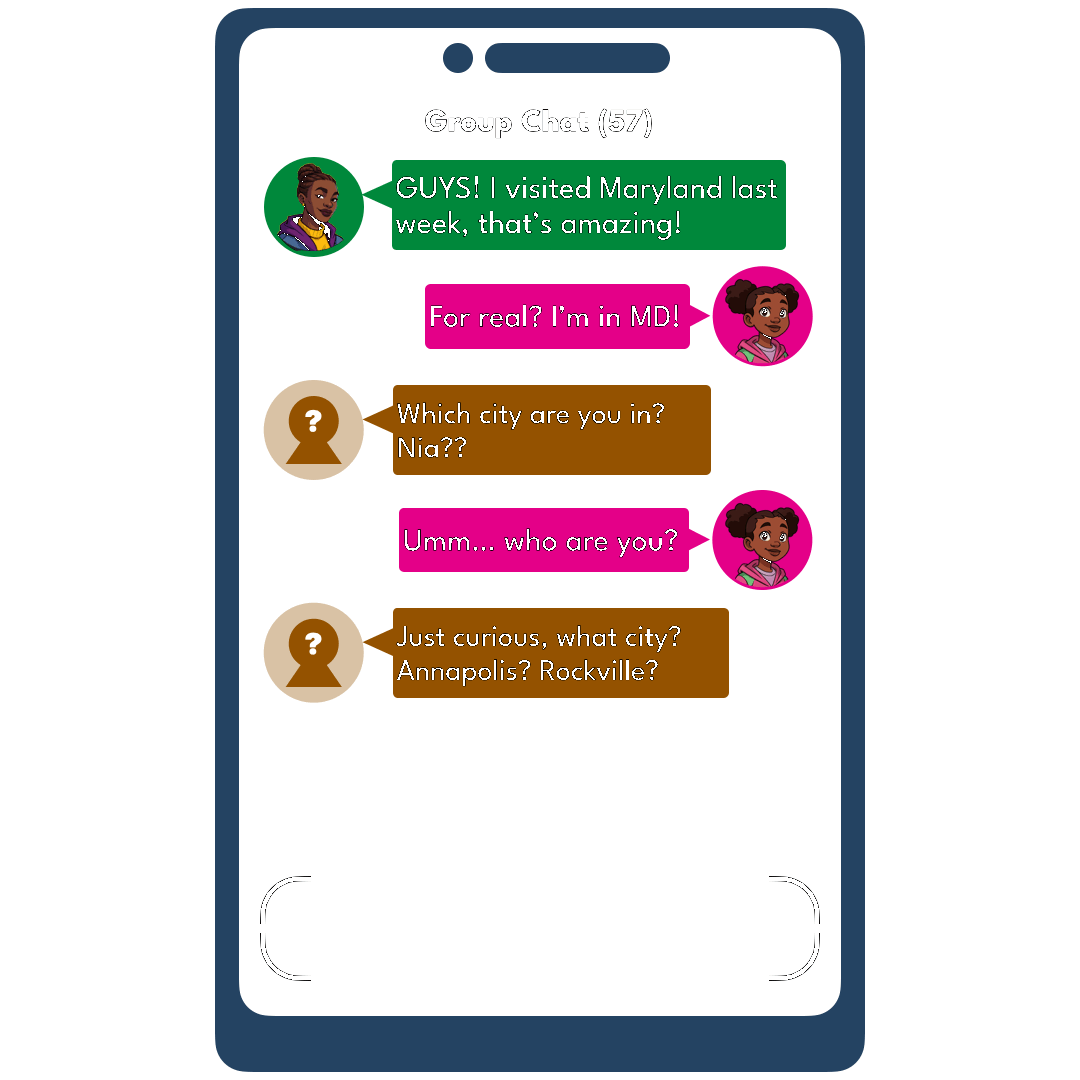 Group Chat (57)
GUYS! I visited Maryland last
week, that’s amazing!
For real? I’m in MD!
?
Which city are you in?
Nia??
Umm... who are you?
?
Just curious, what city?
Annapolis? Rockville?